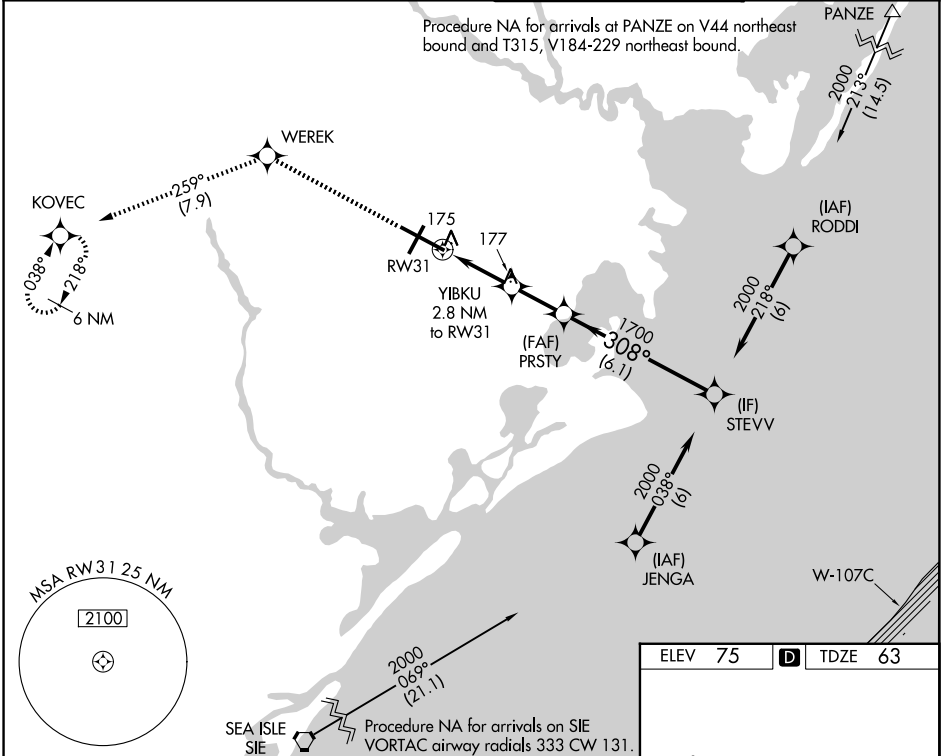 Procedure NA for arrivals at PANZE on V44 northeast
bound and T315, V184-229 northeast bound.
PANZE
2000
213°
(14.5)
WEREK
259°
(7.9)
KOVEC
038°
218°
6 NM
175
RW31
177
YIBKU
2.8 NM
to RW31
(FAF)
PRSTY
1700
308°
(6.1)
(IAF)
RODDI
2000
218°
(6)
(IF)
STEVV
2000
038°
(6)
(IAF)
JENGA
W-107C
MSA RW31 25 NM
2100
2000
069°
(21.1)
SEA ISLE
SIE
Procedure NA for arrivals on SIE
VORTAC airway radials 333 CW 131.
ELEV 75 D TDZE 63